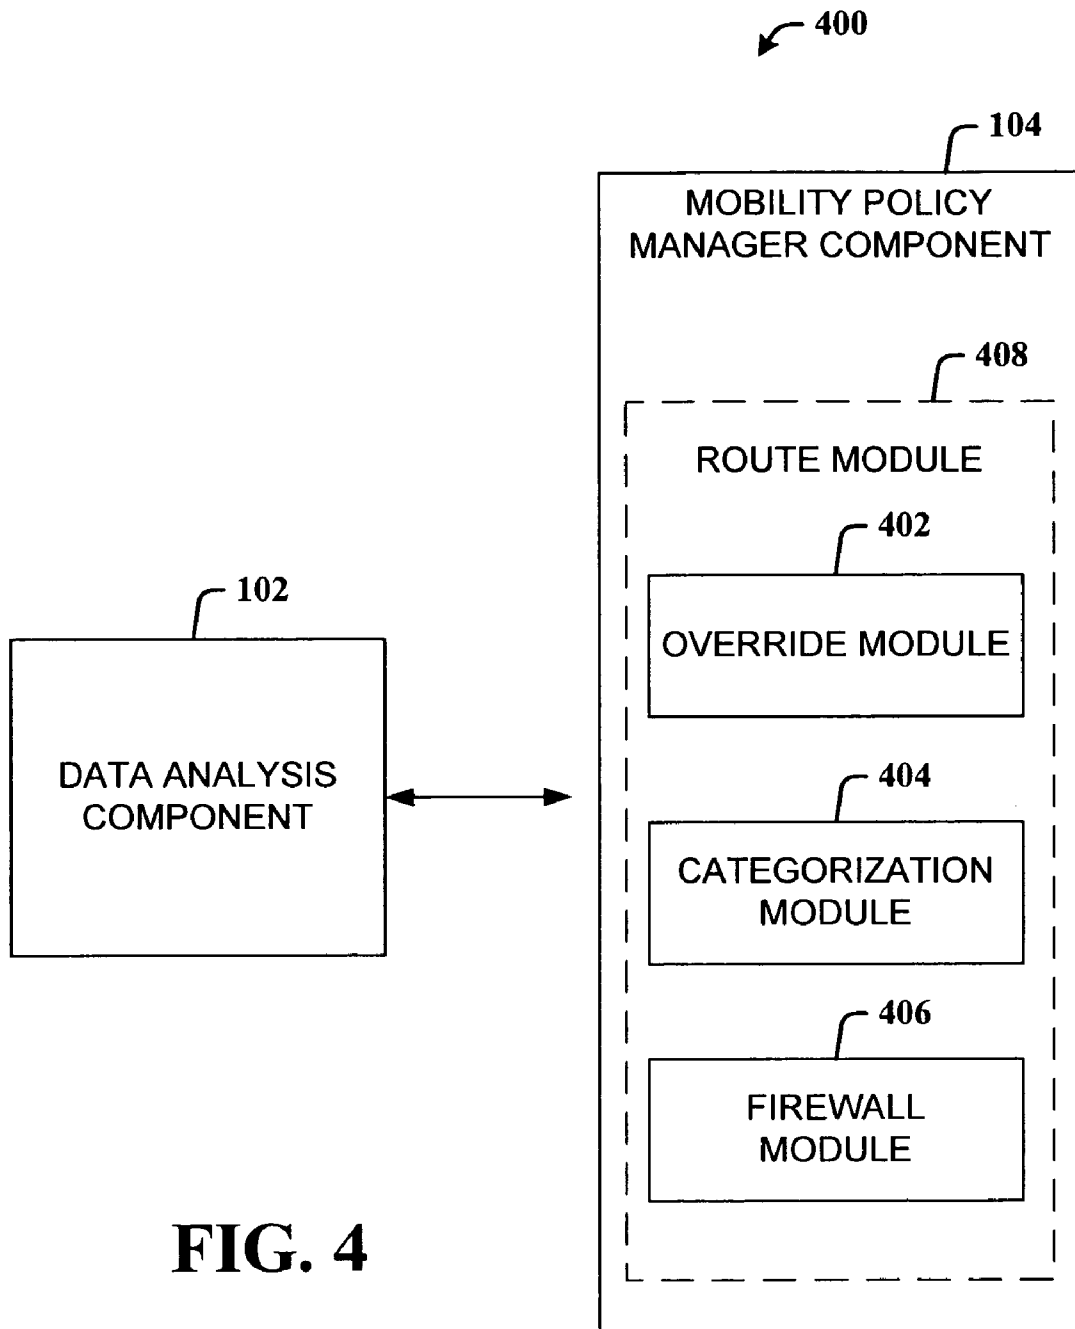 400
104
MOBILITY POLICY
MANAGER COMPONENT
408
ROUTE MODULE
402
OVERRIDE MODULE
102
DATA ANALYSIS
COMPONENT
404
CATEGORIZATION
MODULE
406
FIREWALL
MODULE
FIG. 4